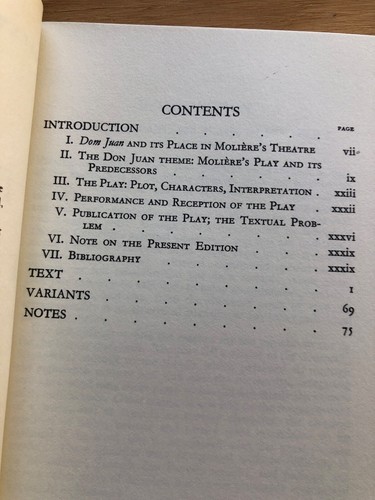 CONTENTS
PAGE
INTRODUCTION . . . . . .
I. Dom Juan and its Place in Molière's Theatre vii
II. The Don Juan theme: Molière's Play and its
Predecessors . . . . . ix
III. The Play: Plot, Characters, Interpretation . xxiii
IV. Performance and Reception of the Play . . xxxii
V. Publication of the Play; the Textual Prob-
lem . . . . . . xxxvi
VI. Note on the Present Edition . . . xxxix
VII. Bibliography . . . . . xxxix
TEXT . . . . . . . . 1
VARIANTS . . . . . . . 69
NOTES . . . . . . . . 75